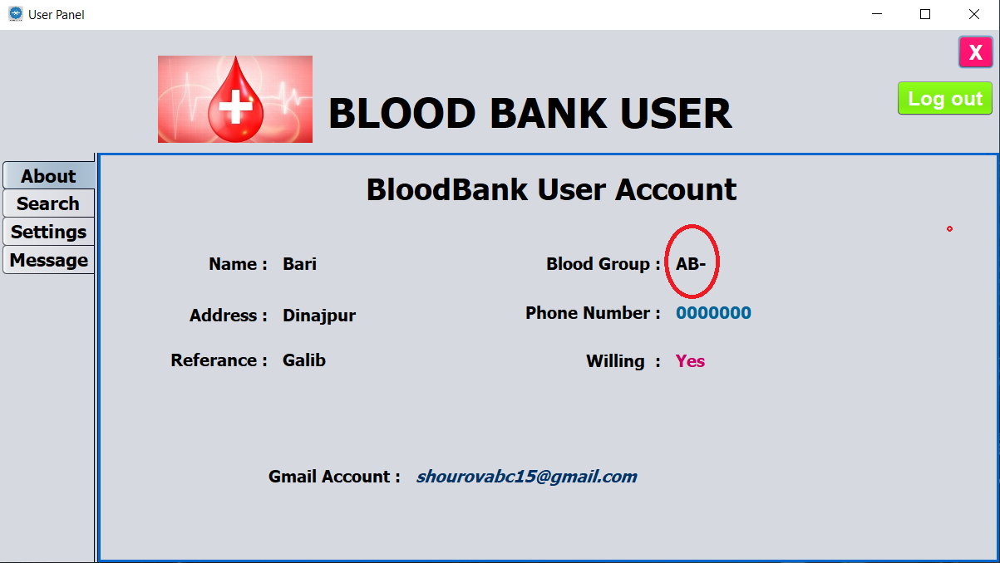 User Panel
X
Log out
BLOOD BANK USER
About
Search
Settings
Message
BloodBank User Account
Name : Bari
Blood Group : AB-
Address : Dinajpur
Phone Number : 0000000
Referance : Galib
Willing : Yes
Gmail Account : shourovabc15@gmail.com